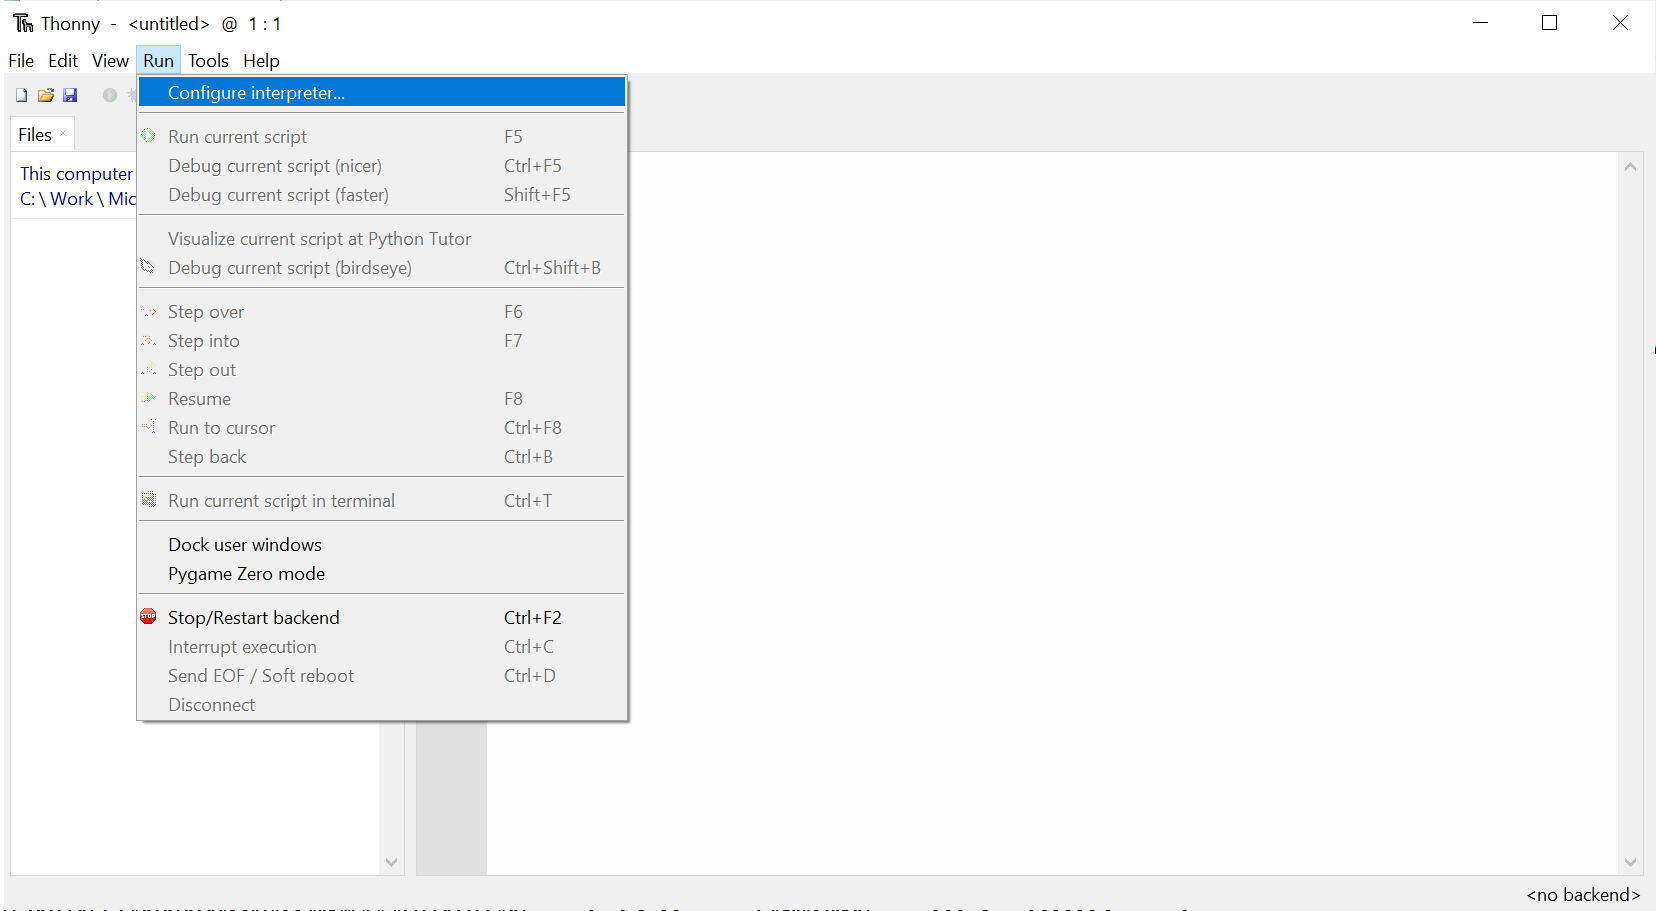 Thonny - <untitled> @ 1 : 1
File Edit View Run Tools Help
Configure interpreter...
Files ×
Run current script F5
Debug current script (nicer) Ctrl+F5
This computer
Debug current script (faster) Shift+F5
C: \ Work \ Mic
Visualize current script at Python Tutor
Debug current script (birdseye) Ctrl+Shift+B
Step over F6
Step into F7
Step out
Resume F8
Run to cursor Ctrl+F8
Step back Ctrl+B
Run current script in terminal Ctrl+T
Dock user windows
Pygame Zero mode
STOP Stop/Restart backend Ctrl+F2
Interrupt execution Ctrl+C
Send EOF / Soft reboot Ctrl+D
Disconnect
<no backend>